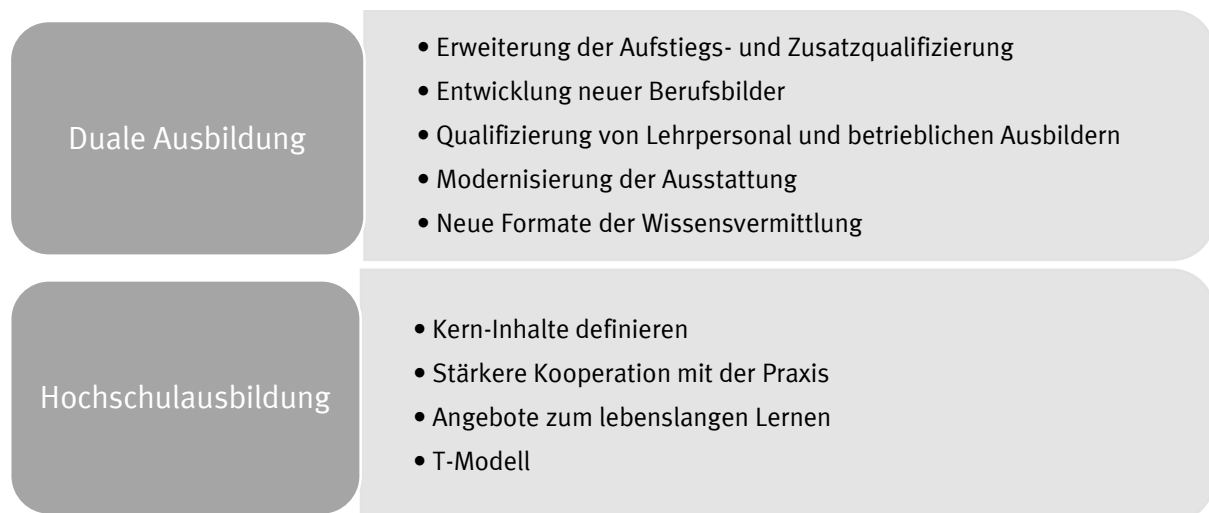 Duale Ausbildung
• Erweiterung der Aufstiegs- und Zusatzqualifizierung
• Entwicklung neuer Berufsbilder
• Qualifizierung von Lehrpersonal und betrieblichen Ausbildern
• Modernisierung der Ausstattung
• Neue Formate der Wissensvermittlung
Hochschulausbildung
• Kern-Inhalte definieren
• Stärkere Kooperation mit der Praxis
• Angebote zum lebenslangen Lernen
• T-Modell